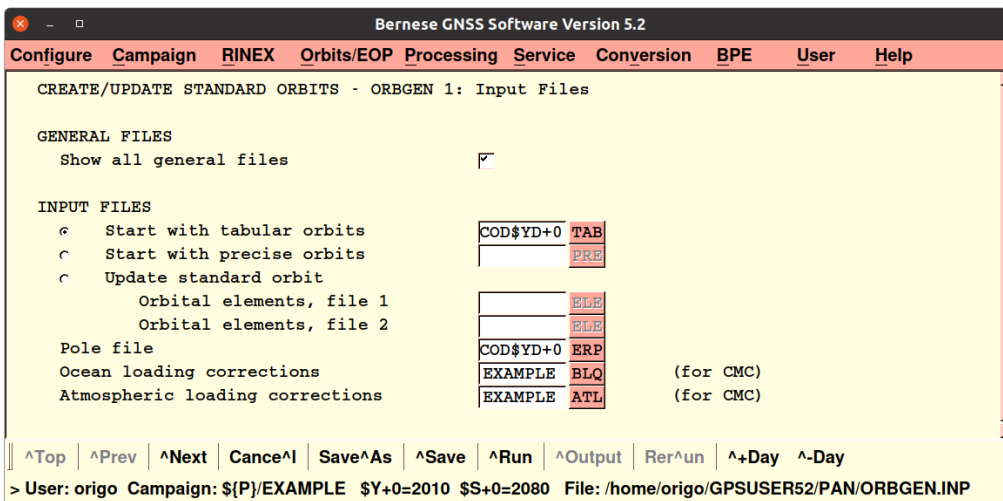 Bernese GNSS Software Version 5.2
Configure Campaign RINEX Orbits/EOP Processing Service Conversion BPE User Help
CREATE/UPDATE STANDARD ORBITS - ORBGEN 1: Input Files
GENERAL FILES
Show all general files
INPUT FILES
Start with tabular orbits COD$YD+0 TAB
Start with precise orbits PRE
Update standard orbit
Orbital elements, file 1 ELE
Orbital elements, file 2 ELE
Pole file COD$YD+0 ERP
Ocean loading corrections EXAMPLE BLQ (for CMC)
Atmospheric loading corrections EXAMPLE ATL (for CMC)
^Top ^Prev ^Next Cance^l Save^As ^Save ^Run ^Output Rer^un ^+Day ^-Day
> User: origo Campaign: ${P}/EXAMPLE $Y+0=2010 $S+0=2080 File: /home/origo/GPSUSER52/PAN/ORBGEN.INP